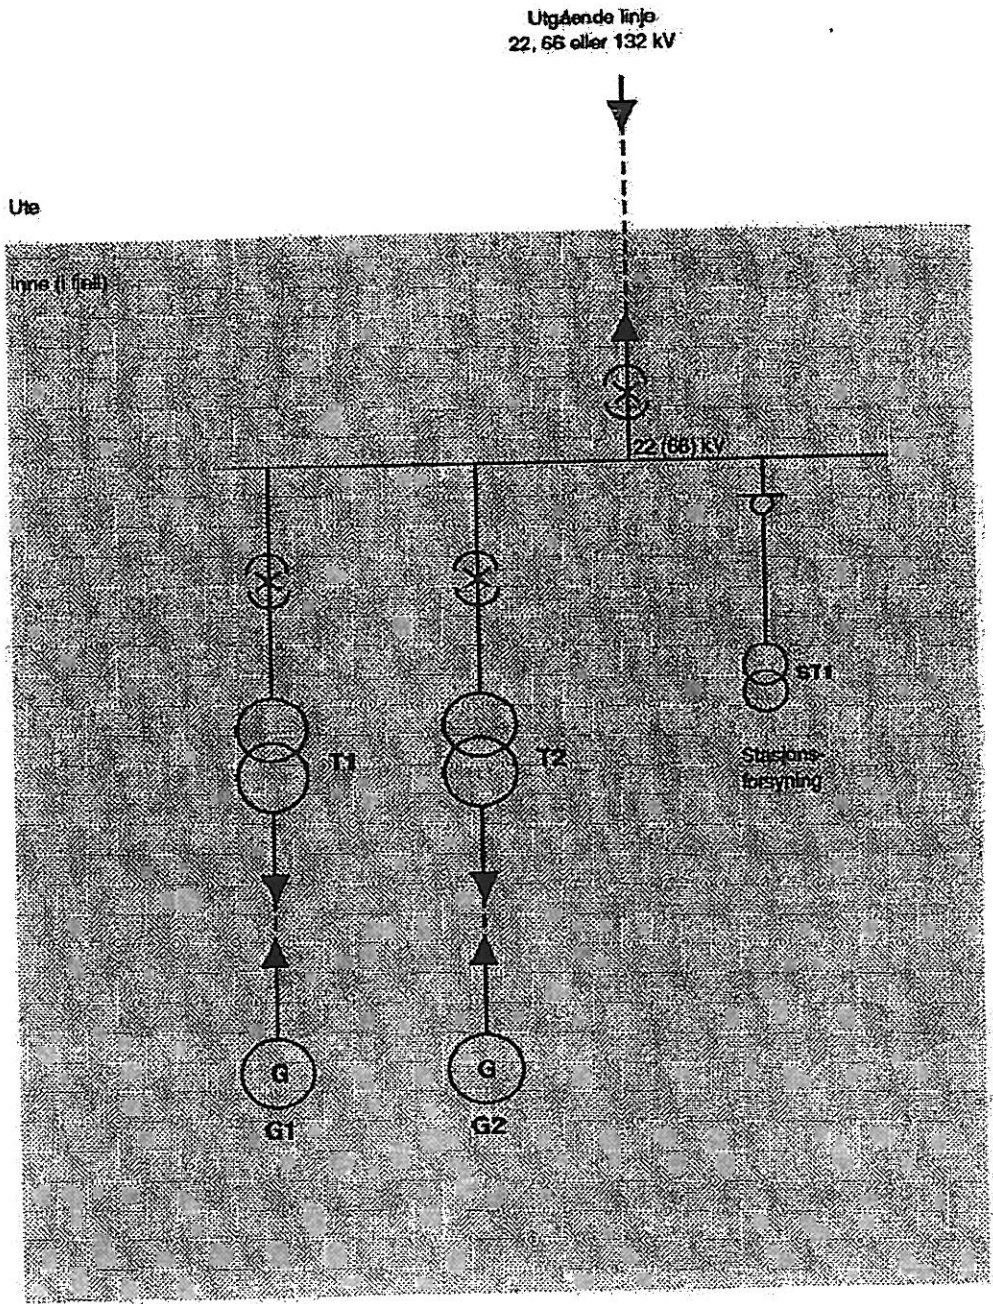 Utgående linje
22, 66 eller 132 kV
Ute
Inne (i fjell)
22 (66) kV
ST1
T1
T2
Stasjons-
forsyning
G
G
G1
G2